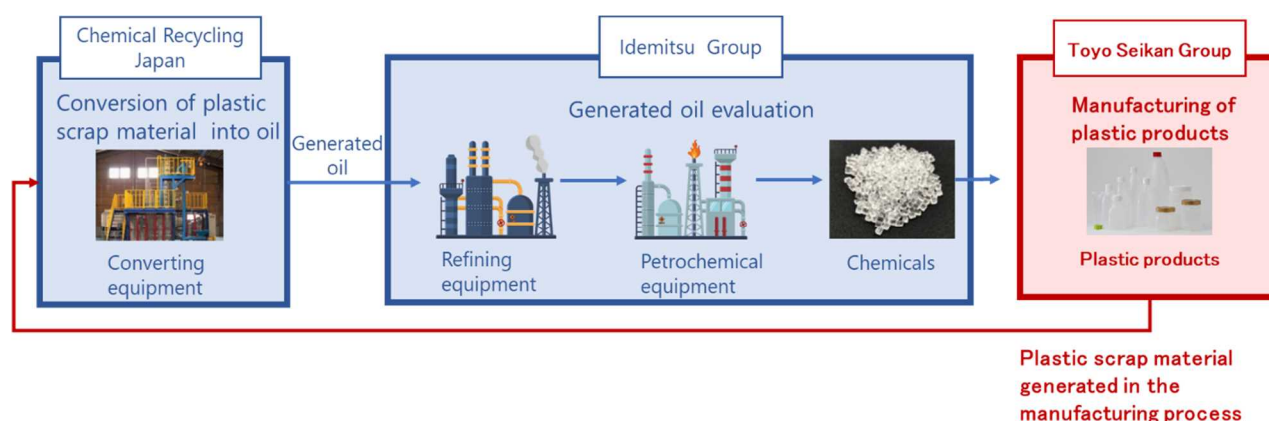 Chemical Recycling
Japan
Conversion of plastic
scrap material into oil
Converting
equipment
Generated
oil
Idemitsu Group
Generated oil evaluation
Refining
equipment
Petrochemical
equipment
Chemicals
Toyo Seikan Group
Manufacturing of
plastic products
Plastic products
Plastic scrap material
generated in the
manufacturing process